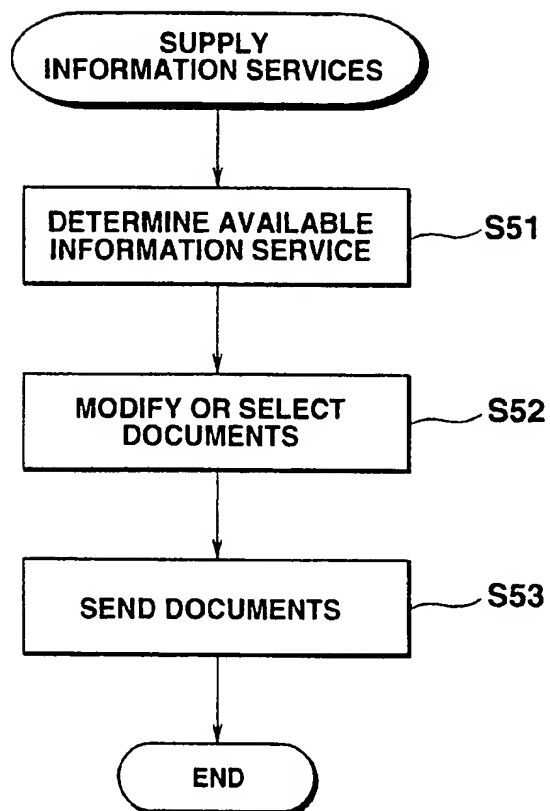 SUPPLY
INFORMATION SERVICES
DETERMINE AVAILABLE
INFORMATION SERVICE
S51
MODIFY OR SELECT
DOCUMENTS
S52
SEND DOCUMENTS
S53
END